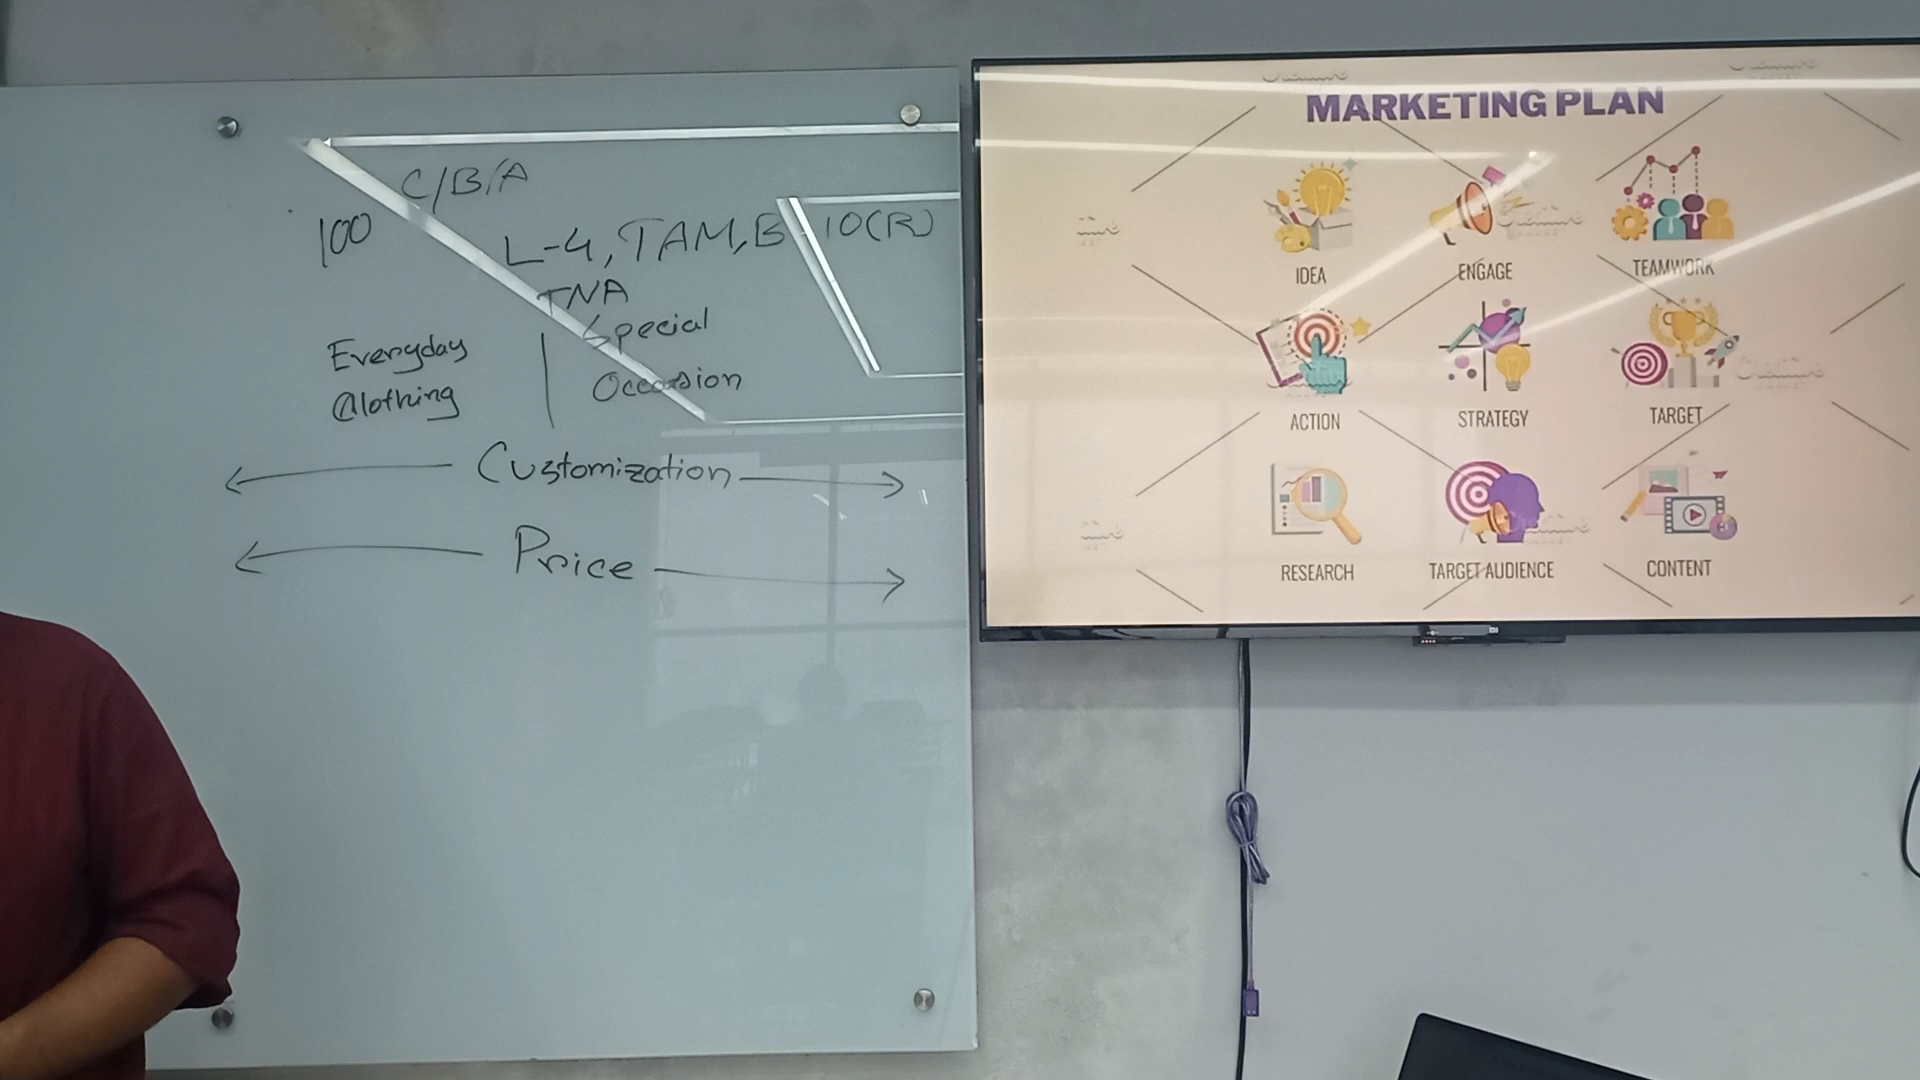 C/B/A
100
L-4, TAM, B-10(R)
TNA
Everyday
Clothing
Special
Occasion
Customization
Price
MARKETING PLAN
IDEA
ENGAGE
TEAMWORK
ACTION
STRATEGY
TARGET
RESEARCH
TARGET AUDIENCE
CONTENT